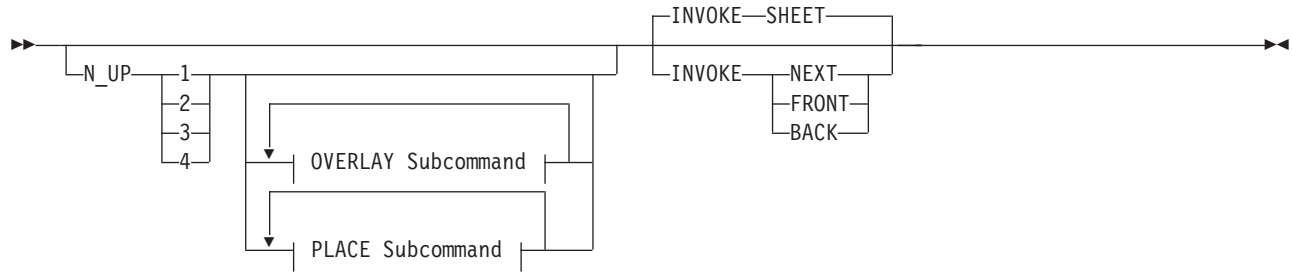 INVOKE SHEET
N_UP 1 INVOKE NEXT
2 FRONT
3 BACK
4 OVERLAY Subcommand
PLACE Subcommand